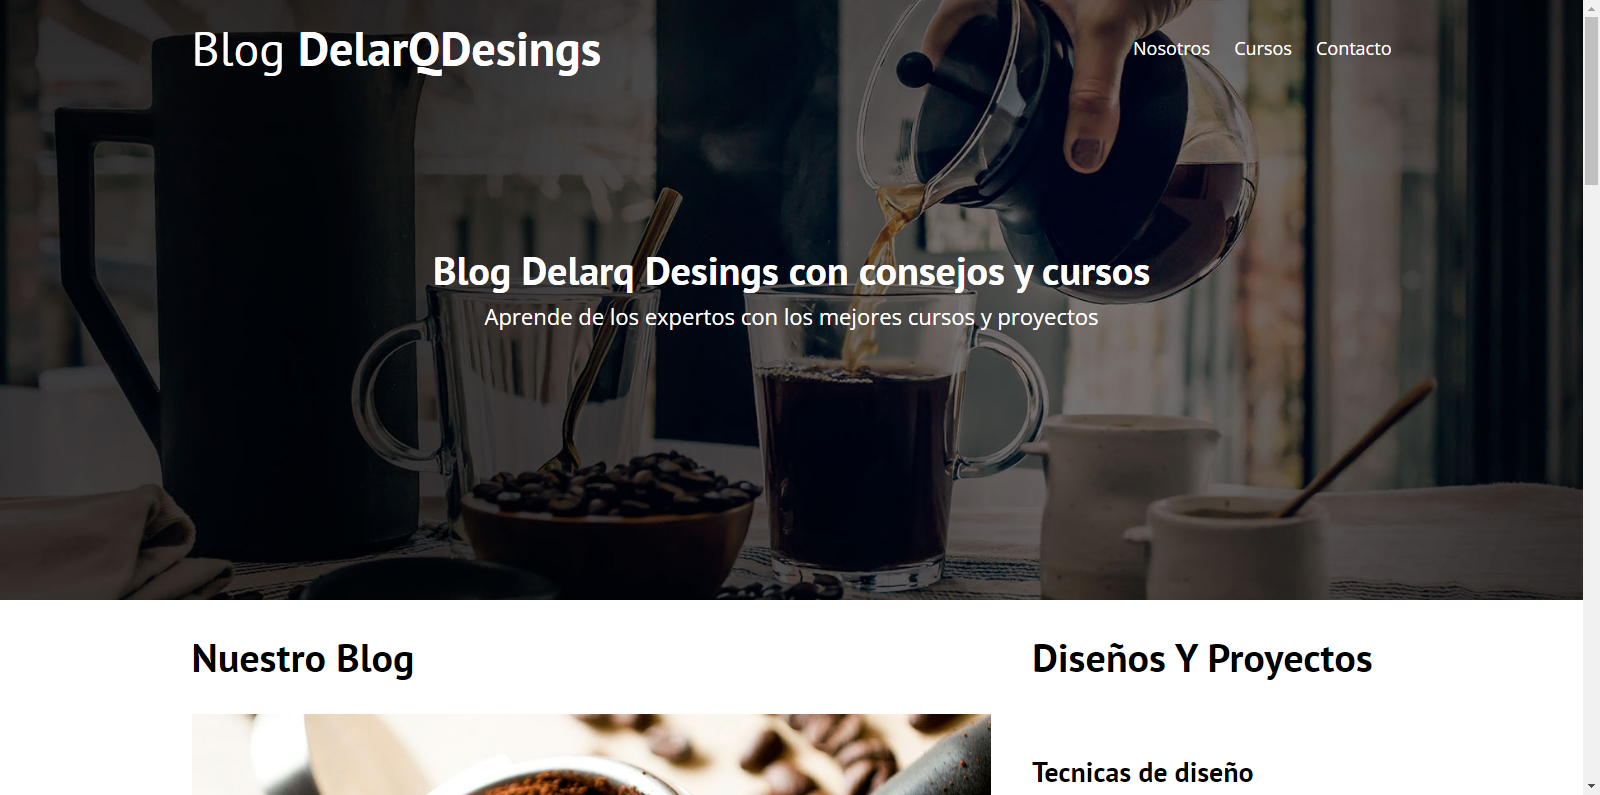 Blog DelarQDesings
Nosotros Cursos Contacto
Blog Delarq Desings con consejos y cursos
Aprende de los expertos con los mejores cursos y proyectos
Nuestro Blog
Diseños Y Proyectos
Tecnicas de diseño